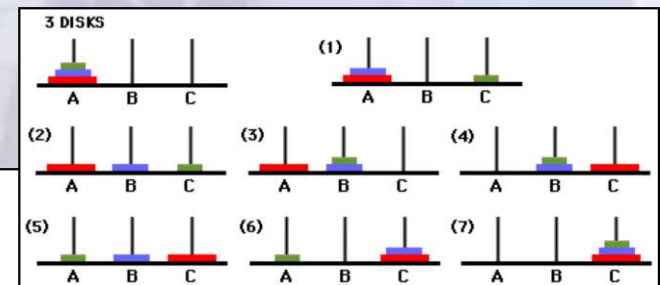 3 DISKS
A B C
(1)
A B C
(2)
A B C
(3)
A B C
(4)
A B C
(5)
A B C
(6)
A B C
(7)
A B C